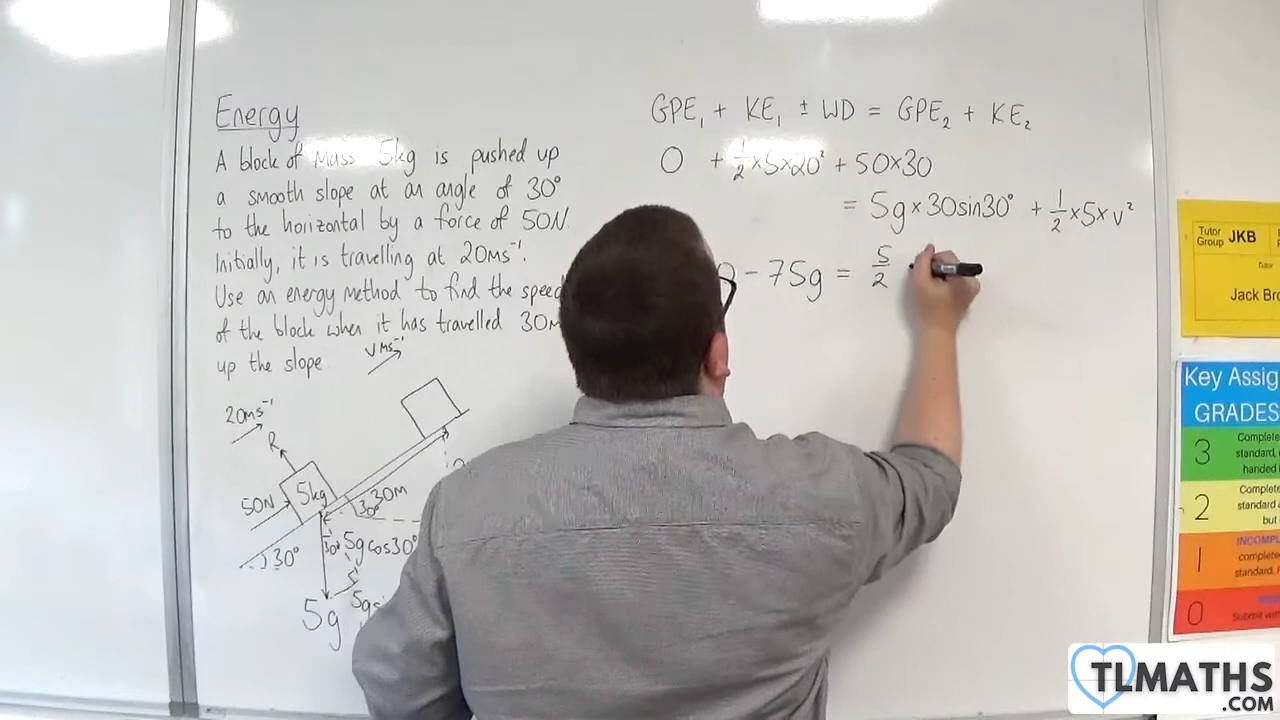 Energy
A block of mass 5kg is pushed up
a smooth slope at an angle of 30°
to the horizontal by a force of 50N.
Initially, it is travelling at 20ms⁻¹.
Use an energy method to find the speed
of the block when it has travelled 30m
up the slope.
GPE₁ + KE₁ ± WD = GPE₂ + KE₂
0 + 1/2 × 5 × 20² + 50×30
= 5g × 30sin30° + 1/2 × 5 × v²
- 75g = 5/2
vms⁻¹
20ms⁻¹
R
50N
5kg
30°
30m
30°
30°
5gcos30°
5g
Tutor
Group JKB
Tutor
Jack
Key
GRADES
3
2
1
0
TLMATHS
.COM